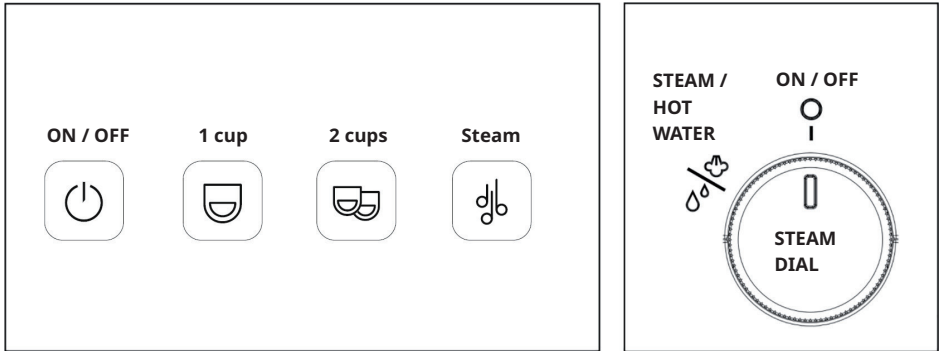 ON / OFF
1 cup
2 cups
Steam
STEAM /
HOT
WATER
ON / OFF
STEAM
DIAL